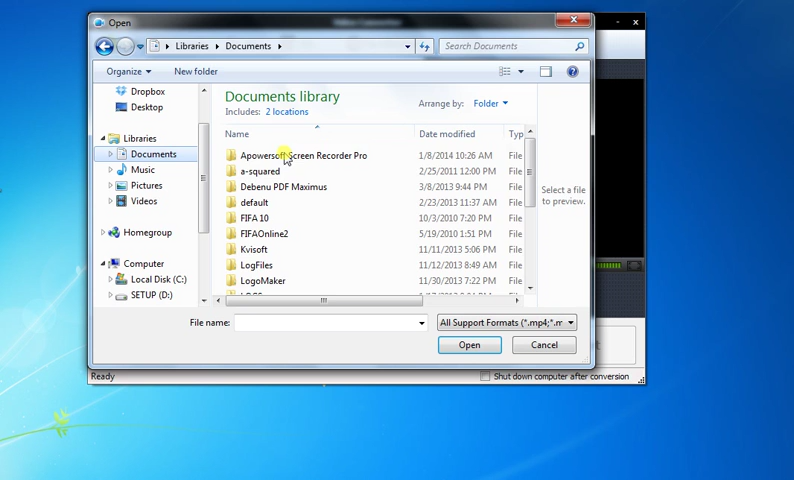 Open
Libraries Documents
Search Documents
Organize New folder
Dropbox
Desktop
Libraries
Documents
Music
Pictures
Videos
Homegroup
Computer
Local Disk (C:)
SETUP (D:)
Documents library
Includes: 2 locations
Arrange by: Folder
Name Date modified Typ
Apowersoft Screen Recorder Pro 1/8/2014 10:26 AM File
a-squared 2/25/2011 12:00 PM File
Debenu PDF Maximus 3/8/2013 9:44 PM File
default 2/23/2013 11:37 AM File
FIFA 10 10/3/2010 7:20 PM File
FIFAOnline2 5/19/2010 1:51 PM File
Kvisoft 11/11/2013 5:06 PM File
LogFiles 11/12/2013 8:49 AM File
LogoMaker 11/30/2013 7:22 PM File
Select a file
to preview.
File name:
All Support Formats (*.mp4;*.m
Open Cancel
Ready
Shut down computer after conversion